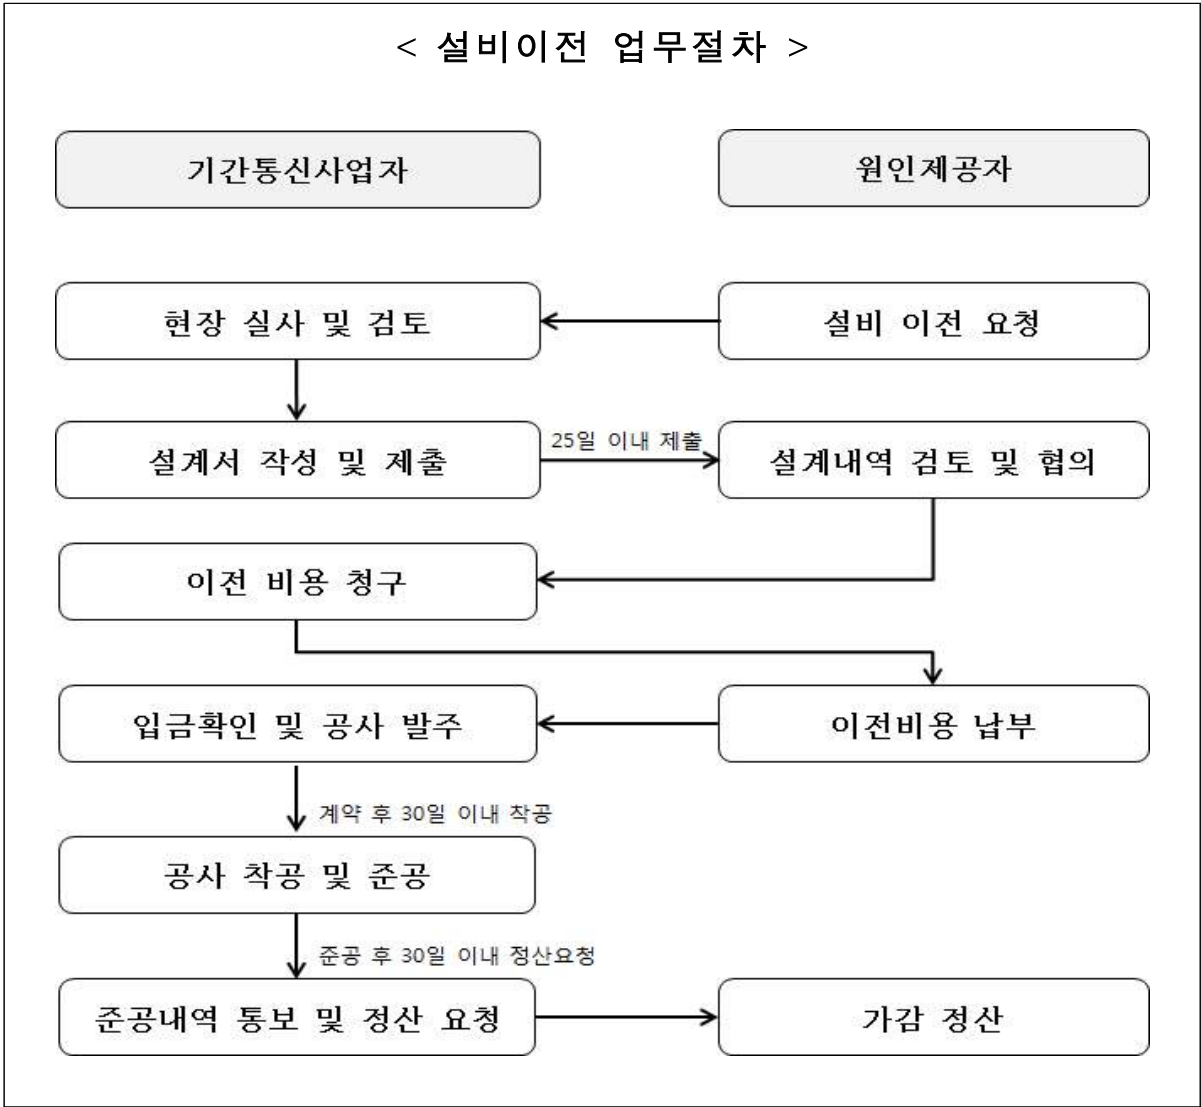 < 설비이전 업무절차 >
기간통신사업자
원인제공자
현장 실사 및 검토
설비 이전 요청
설계서 작성 및 제출
25일 이내 제출
설계내역 검토 및 협의
이전 비용 청구
입금확인 및 공사 발주
이전비용 납부
계약 후 30일 이내 착공
공사 착공 및 준공
준공 후 30일 이내 정산요청
준공내역 통보 및 정산 요청
가감 정산